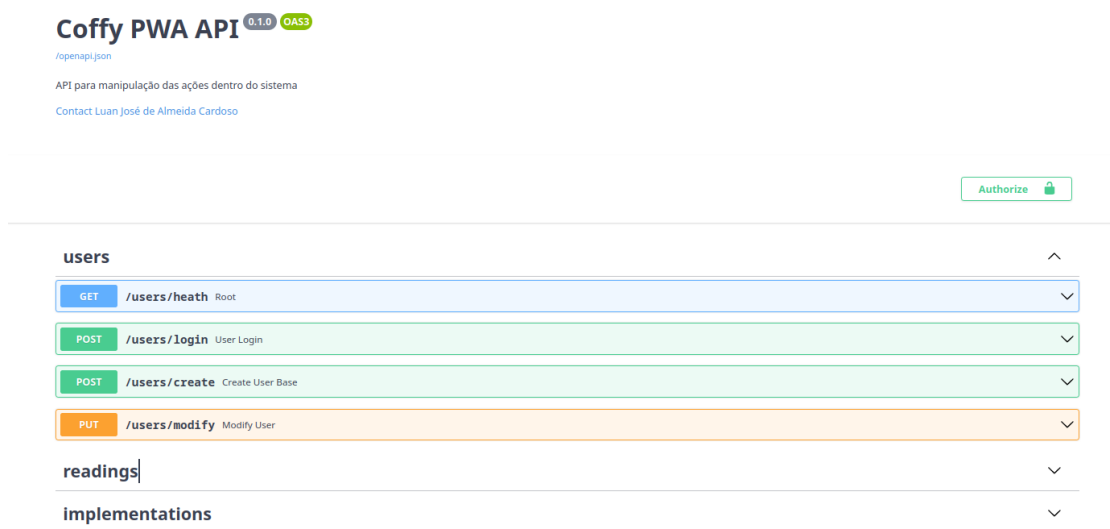 Coffy PWA API 0.1.0 OAS3
/openapi.json
API para manipulação das ações dentro do sistema
Contact Luan José de Almeida Cardoso
Authorize
users
GET /users/heath Root
POST /users/login User Login
POST /users/create Create User Base
PUT /users/modify Modify User
readings
implementations